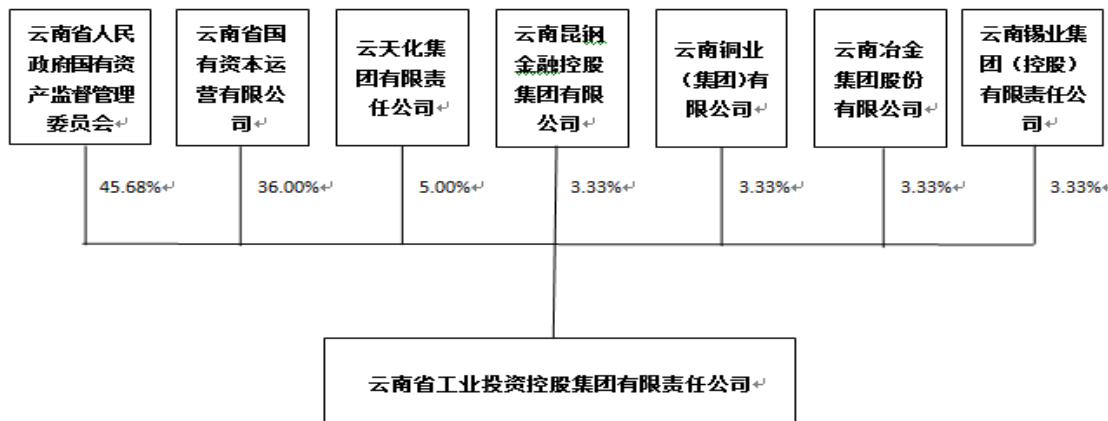 云南省人民
政府国有资
产监督管理
委员会
云南省国
有资本运
营有限公
司
云天化集
团有限责
任公司
云南昆钢
金融控股
集团有限
公司
云南铜业
（集团)有
限公司
云南冶金
集团股份
有限公司
云南锡业集
团（控股）
有限责任公
司
45.68%
36.00%
5.00%
3.33%
3.33%
3.33%
3.33%
云南省工业投资控股集团有限责任公司